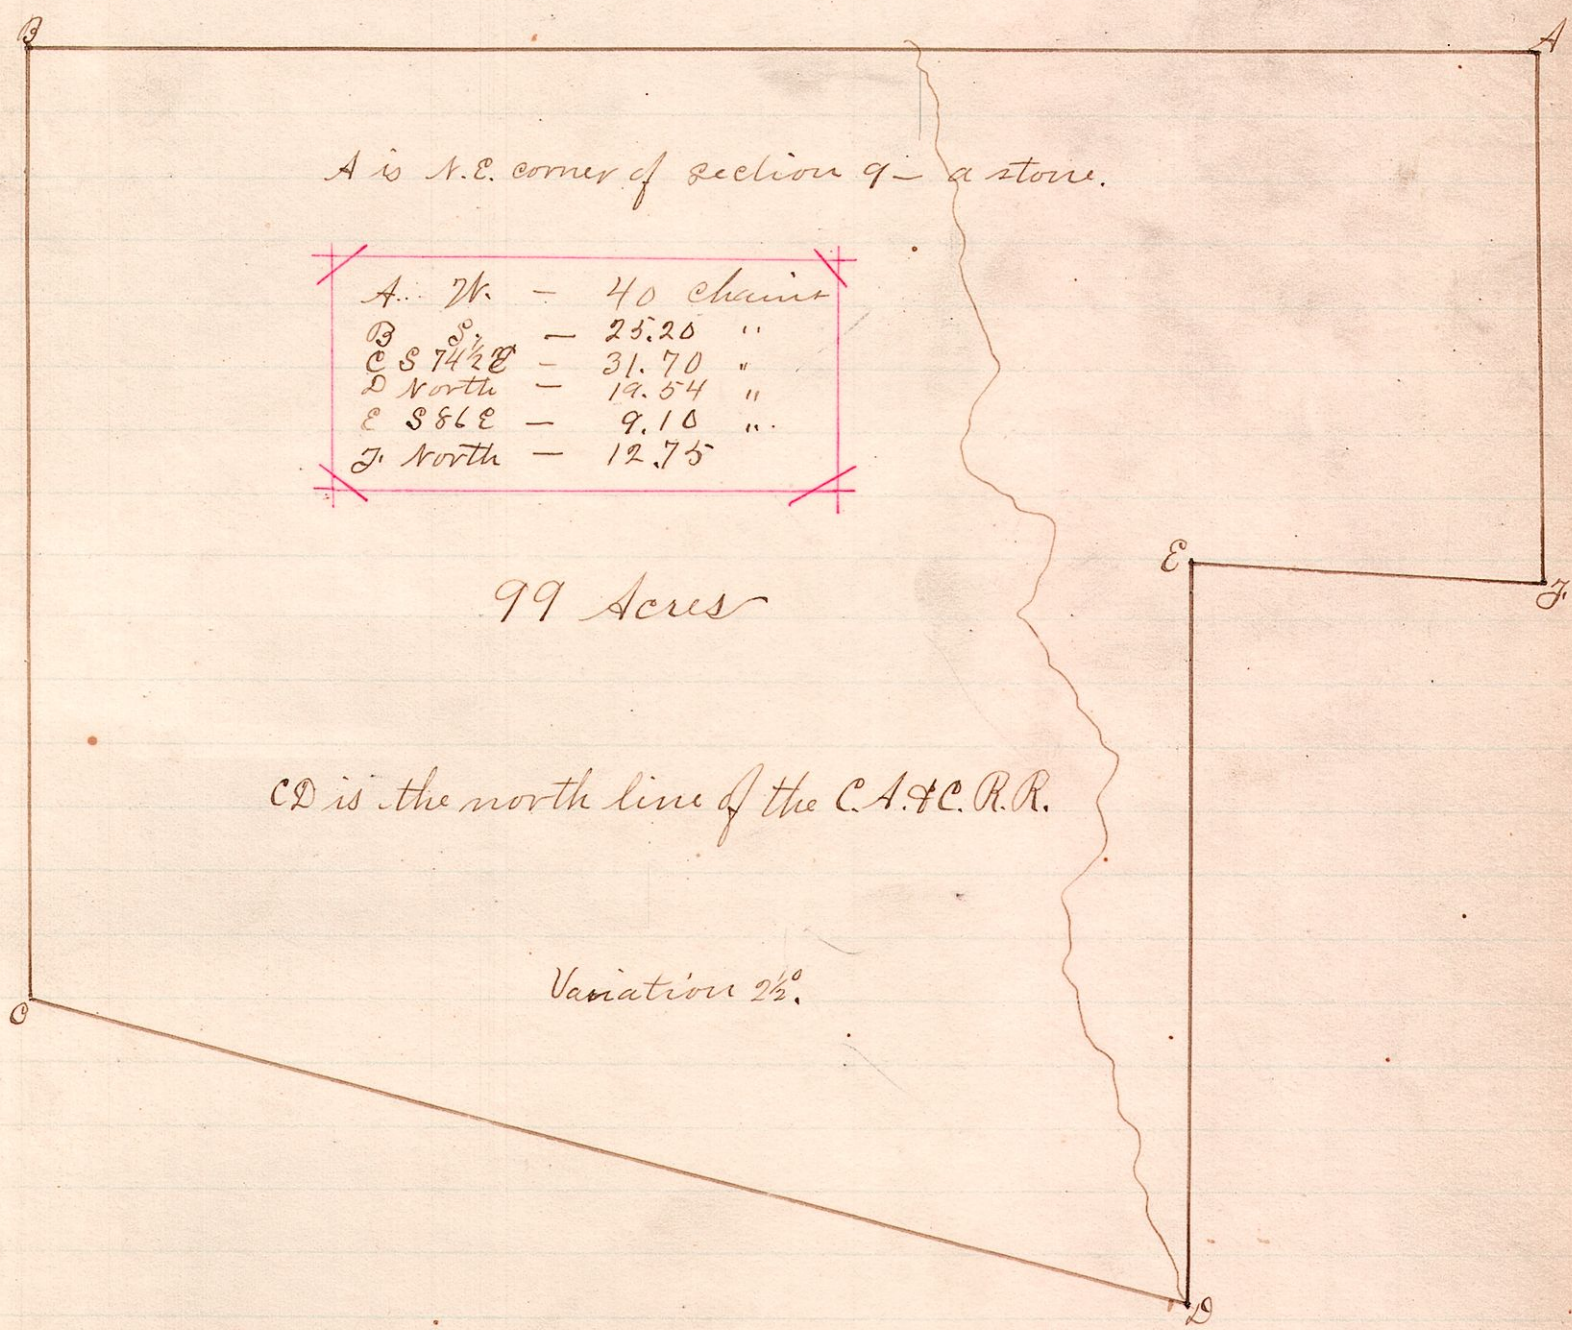 B
A
A is N.E. corner of section 9 — a stone.
A.. W. — 40 Chains
B S. — 25.20 "
C S 74½ E — 31.70 "
D North — 19.54 "
E S 86 E — 9.10 "
F. North — 12.75
E
F.
99 Acres
CD is the north line of the C. A. & C. R. R.
Variation 2½°.
C
D